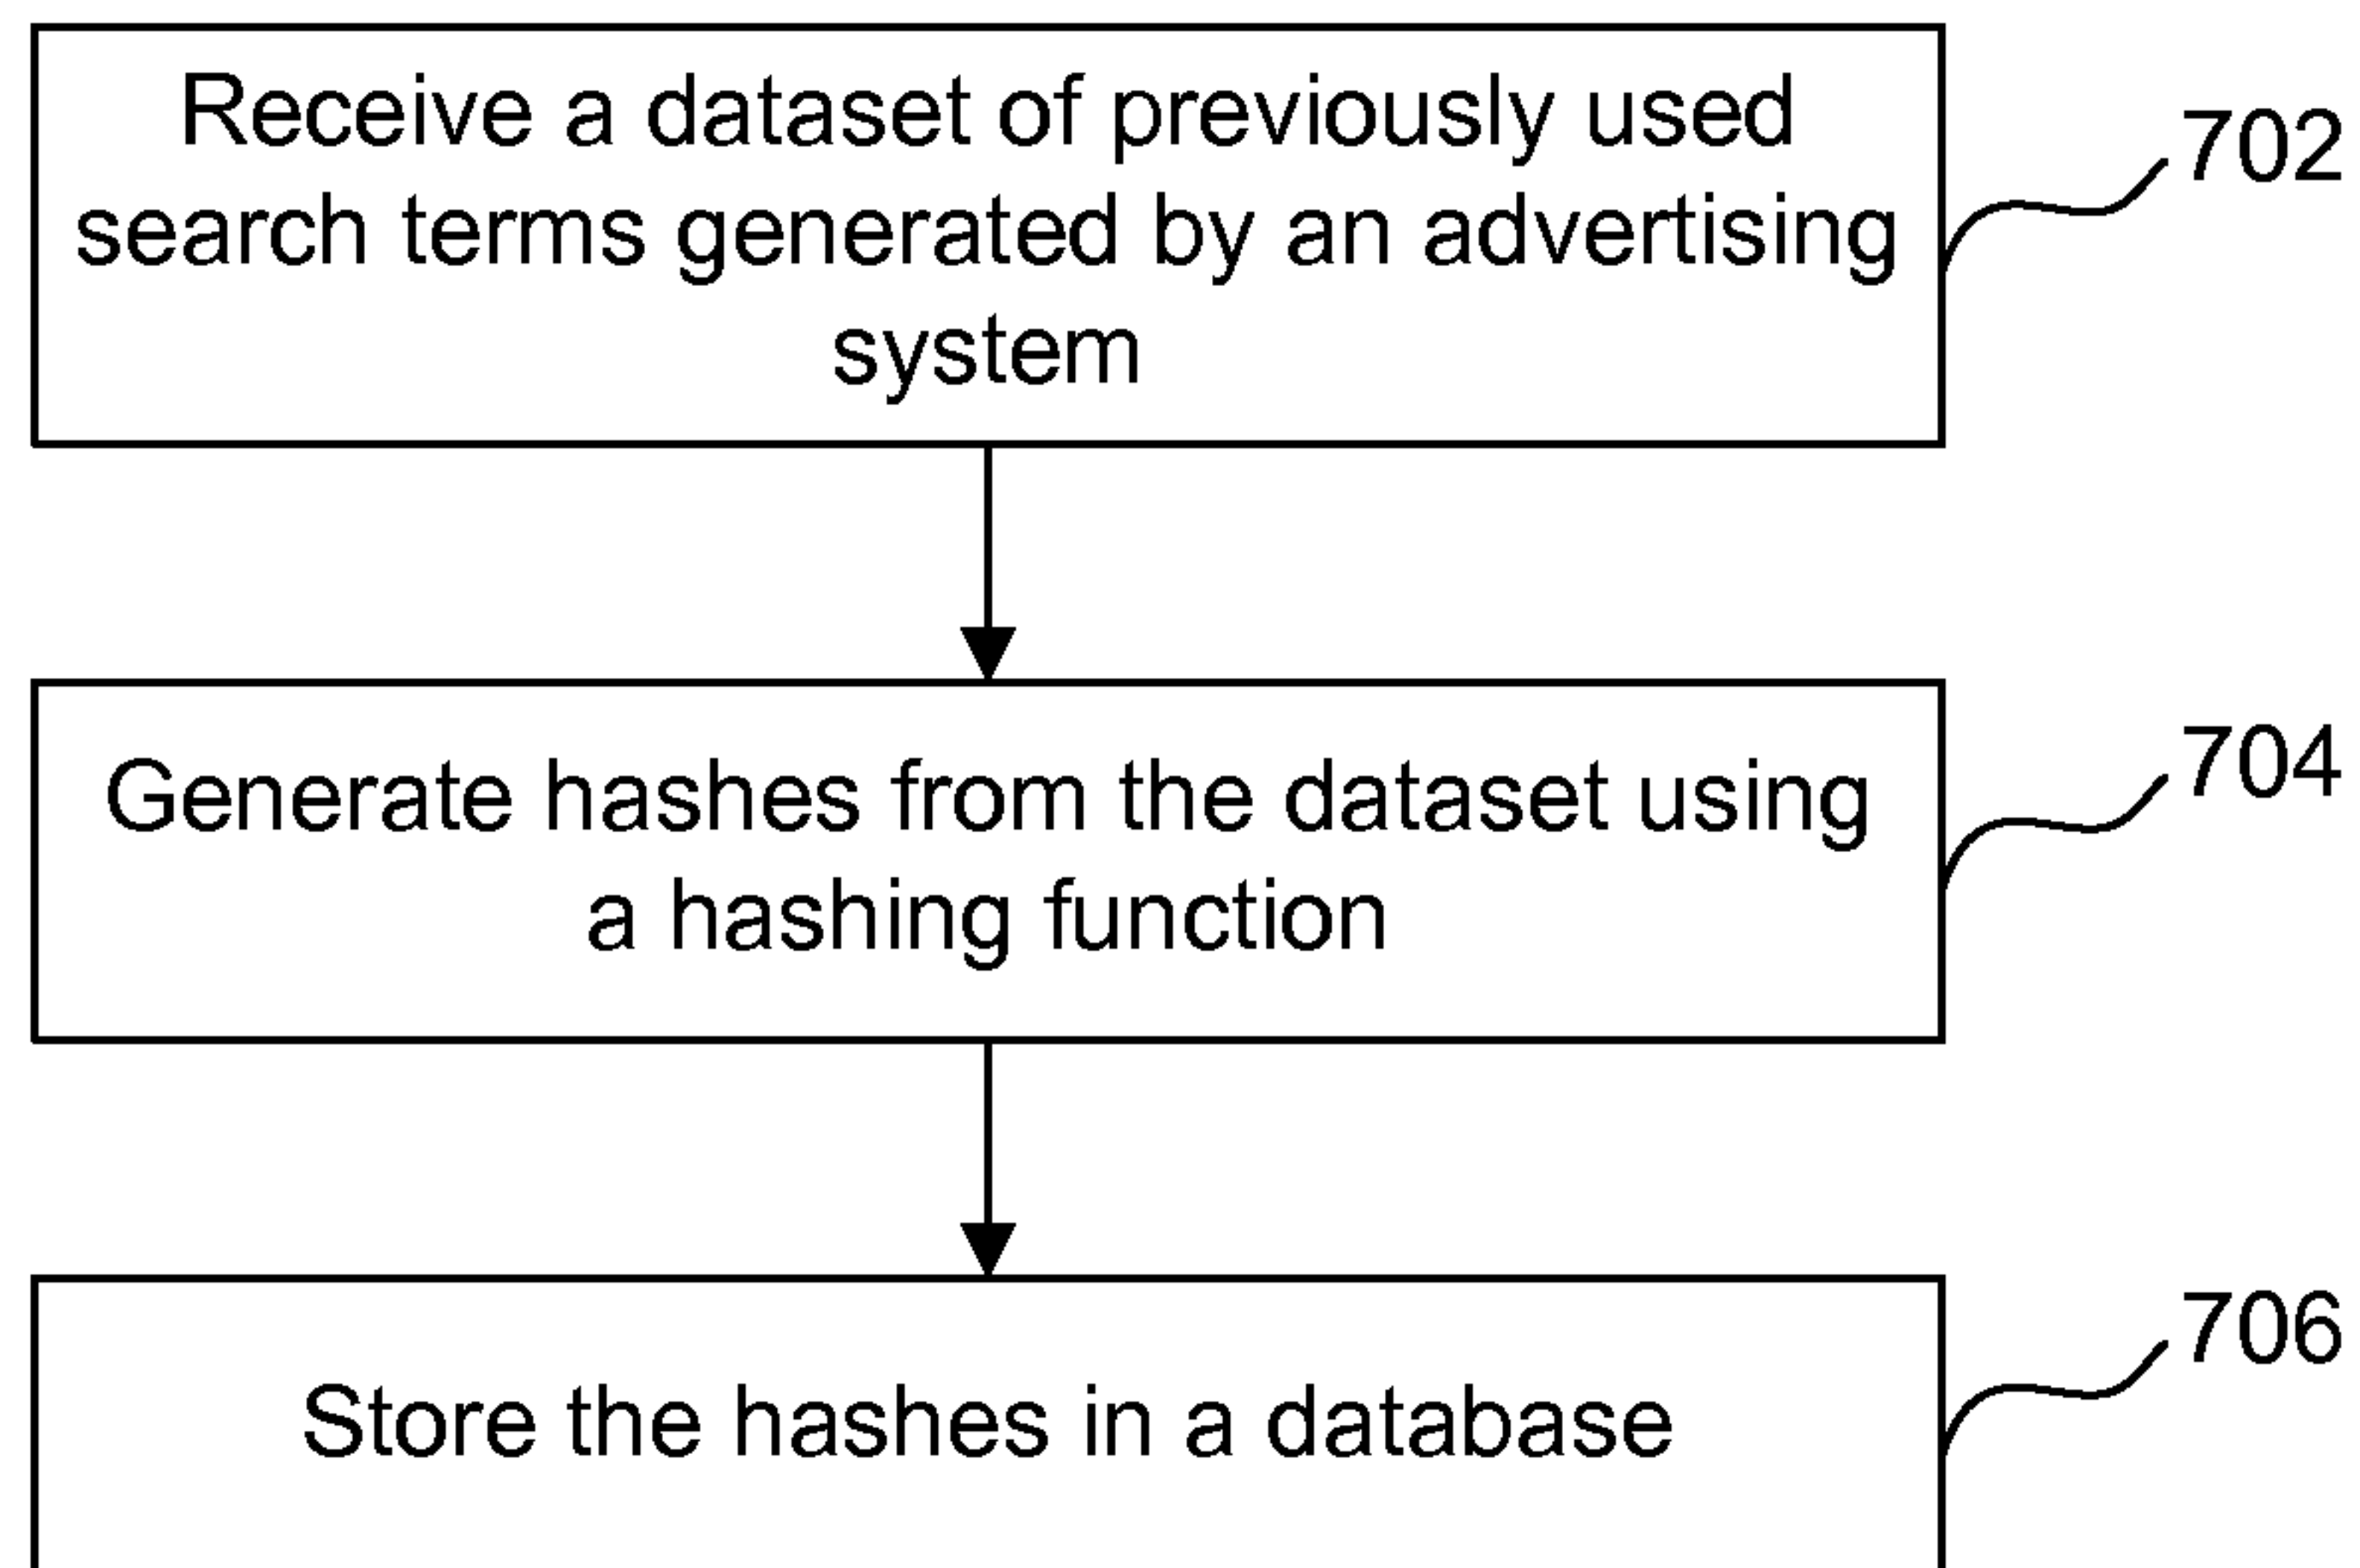 Receive a dataset of previously used
search terms generated by an advertising
system
702
Generate hashes from the dataset using
a hashing function
704
Store the hashes in a database
706